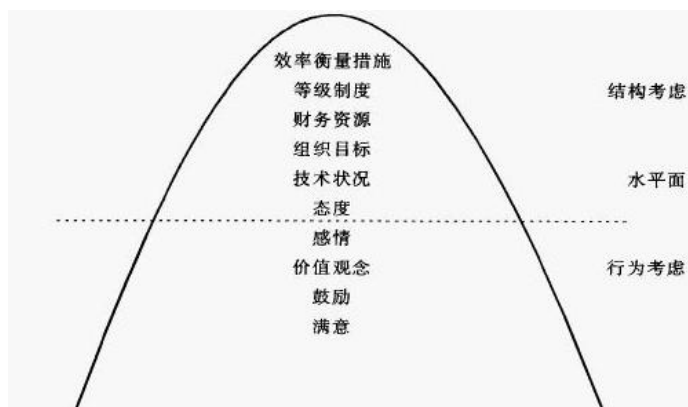 效率衡量措施
等级制度
结构考虑
财务资源
组织目标
技术状况
水平面
态度
感情
价值观念
行为考虑
鼓励
满意